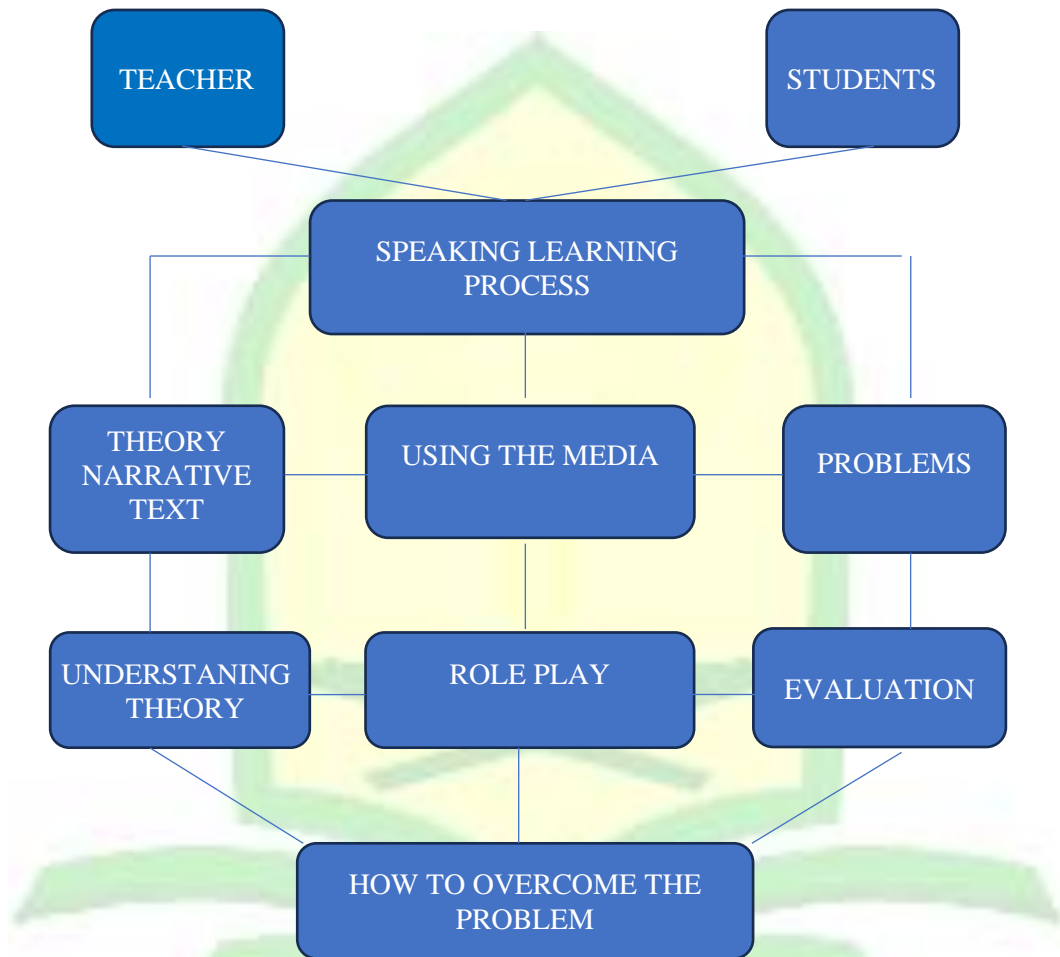 TEACHER
STUDENTS
SPEAKING LEARNING
PROCESS
THEORY
NARRATIVE
TEXT
USING THE MEDIA
PROBLEMS
UNDERSTANING
THEORY
ROLE PLAY
EVALUATION
HOW TO OVERCOME THE
PROBLEM